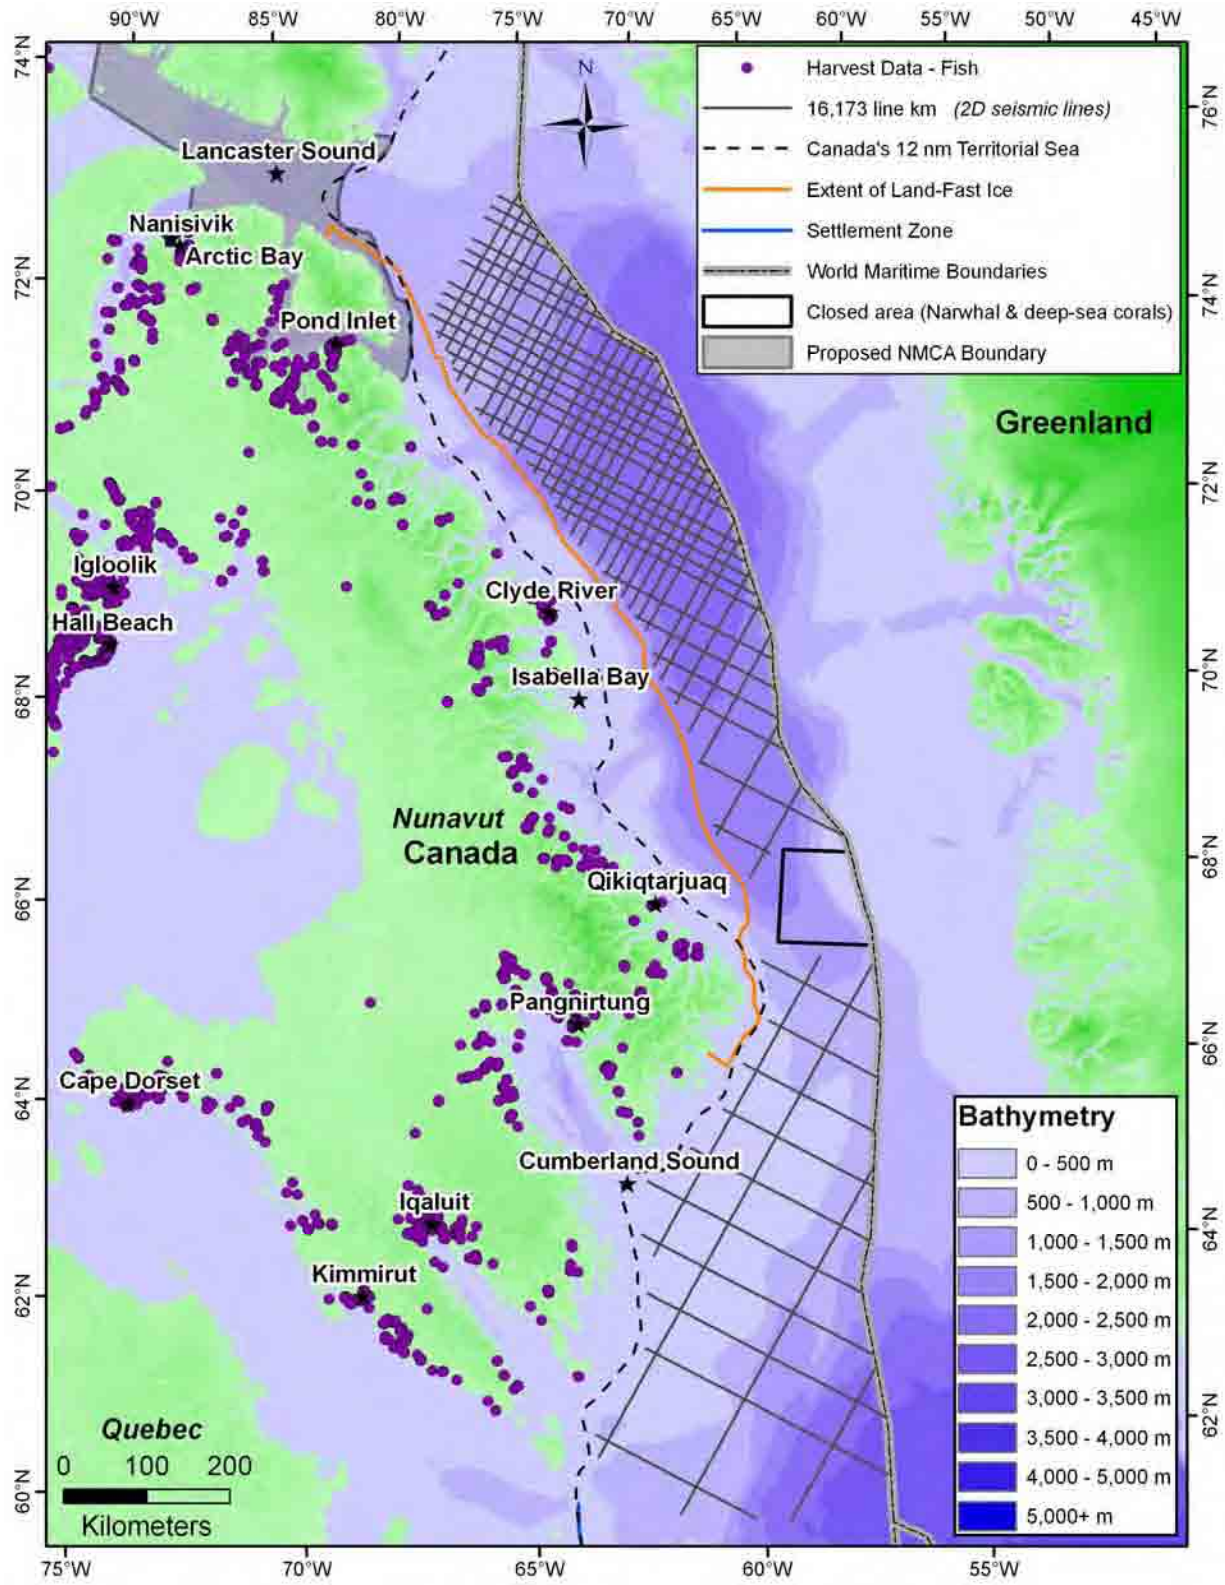 90°W 85°W 80°W 75°W 70°W 65°W 60°W 55°W 50°W 45°W
74°N
72°N
70°N
68°N
66°N
64°N
62°N
60°N
76°N
74°N
72°N
70°N
68°N
66°N
64°N
62°N
N
Harvest Data - Fish
16,173 line km (2D seismic lines)
Canada's 12 nm Territorial Sea
Extent of Land-Fast Ice
Settlement Zone
World Maritime Boundaries
Closed area (Narwhal & deep-sea corals)
Proposed NMCA Boundary
Lancaster Sound
Nanisivik
Arctic Bay
Pond Inlet
Greenland
Igloolik
Clyde River
Hall Beach
Isabella Bay
Nunavut
Canada
Qikiqtarjuaq
Pangnirtung
Cape Dorset
Cumberland Sound
Iqaluit
Kimmirut
Quebec
0 100 200
Kilometers
Bathymetry
0 - 500 m
500 - 1,000 m
1,000 - 1,500 m
1,500 - 2,000 m
2,000 - 2,500 m
2,500 - 3,000 m
3,000 - 3,500 m
3,500 - 4,000 m
4,000 - 5,000 m
5,000+ m
75°W 70°W 65°W 60°W 55°W